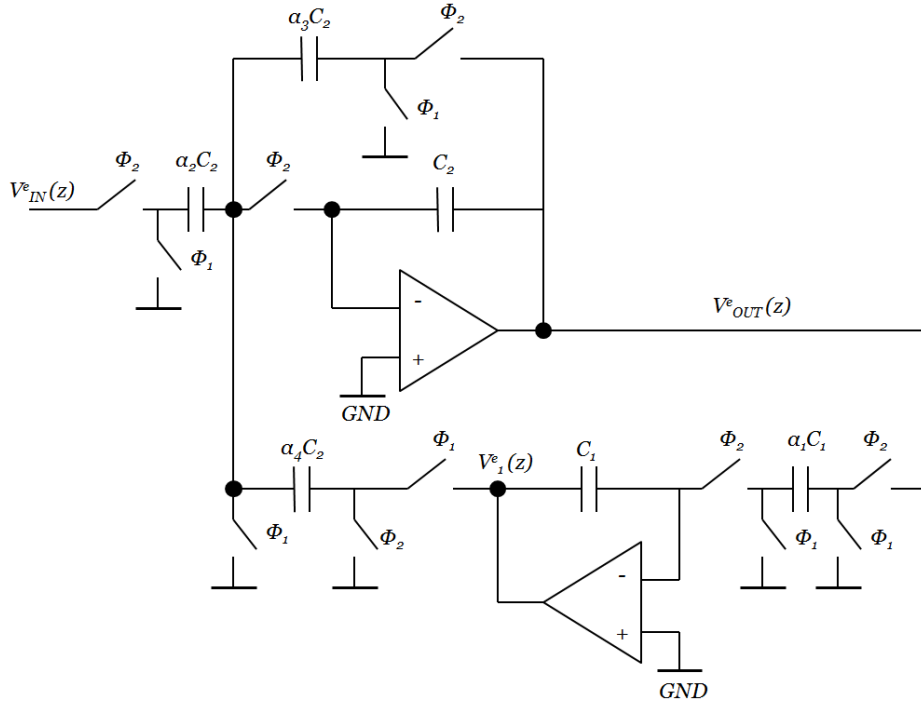 α₃C₂
Φ₂
Φ₁
Φ₂
α₂C₂
Φ₂
C₂
VᵉIN(z)
Φ₁
-
+
VᵉOUT(z)
GND
α₄C₂
Φ₁
Vᵉ₁(z)
C₁
Φ₂
α₁C₁
Φ₂
Φ₁
Φ₂
Φ₁
Φ₁
-
+
GND